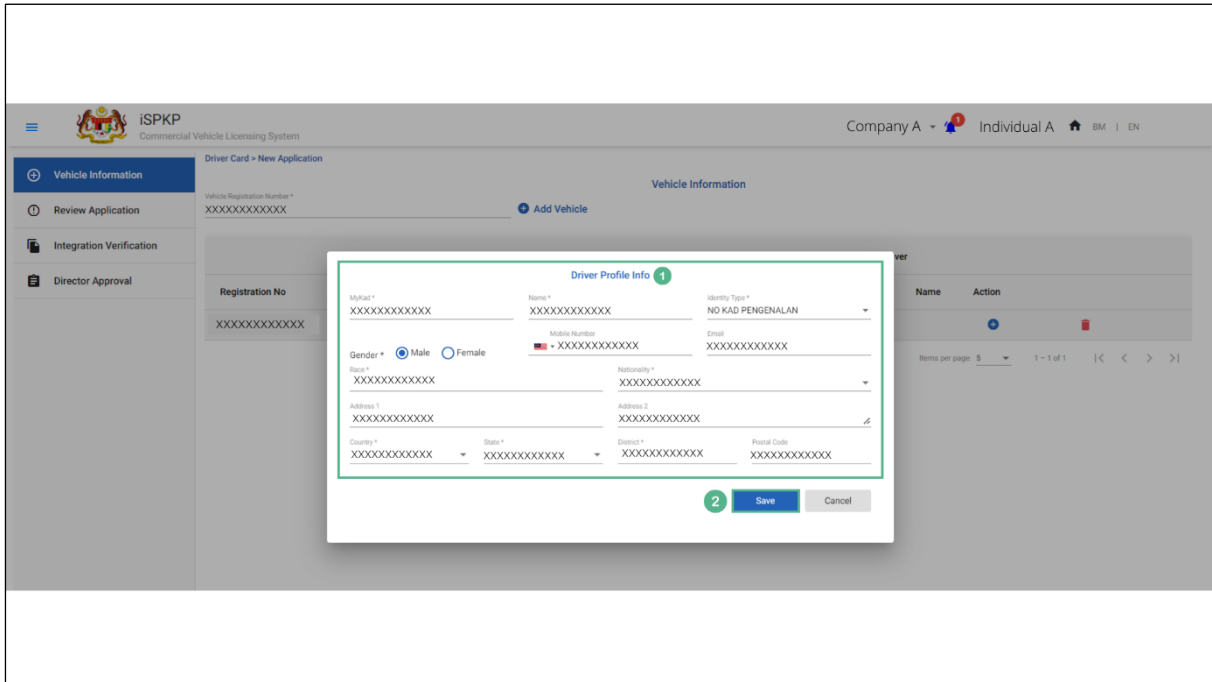 iSPKP
Commercial Vehicle Licensing System
Company A 1 Individual A BM | EN
Vehicle Information
Review Application
Integration Verification
Director Approval
Driver Card > New Application
Vehicle Information
Vehicle Registration Number *
XXXXXXXXXXXX Add Vehicle
ver
Registration No Name Action
XXXXXXXXXXXX
Items per page: 5 1 – 1 of 1
Driver Profile Info 1
MyKad * Name * Identity Type *
XXXXXXXXXXXX XXXXXXXXXXXX NO KAD PENGENALAN
Mobile Number Email
Gender * Male Female XXXXXXXXXXXX XXXXXXXXXXXX
Race * Nationality *
XXXXXXXXXXXX XXXXXXXXXXXX
Address 1 Address 2
XXXXXXXXXXXX XXXXXXXXXXXX
Country * State * District * Postal Code
XXXXXXXXXXXX XXXXXXXXXXXX XXXXXXXXXXXX XXXXXXXXXXXX
2 Save Cancel